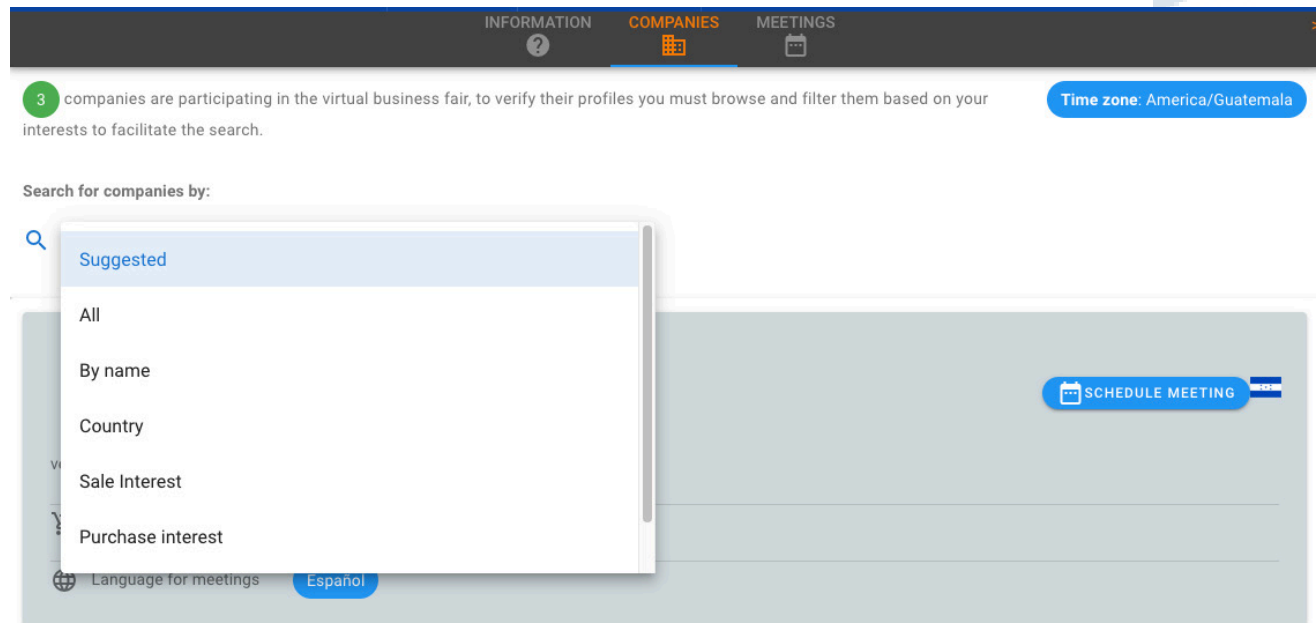 INFORMATION COMPANIES MEETINGS
3 companies are participating in the virtual business fair, to verify their profiles you must browse and filter them based on your
interests to facilitate the search.
Time zone: America/Guatemala
Search for companies by:
Suggested
All
By name
Country
Sale Interest
Purchase interest
SCHEDULE MEETING
Language for meetings Español